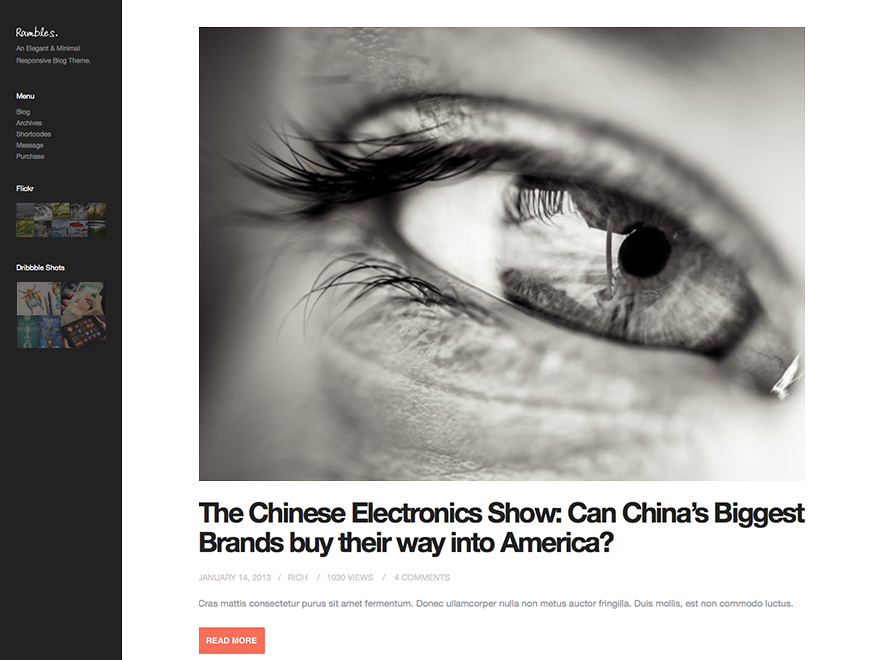 Rambles.
An Elegant & Minimal
Responsive Blog Theme.
Menu
Blog
Archives
Shortcodes
Message
Purchase
Flickr
Dribbble Shots
The Chinese Electronics Show: Can China's Biggest
Brands buy their way into America?
JANUARY 14, 2013 / RICH / 1030 VIEWS / 4 COMMENTS
Cras mattis consectetur purus sit amet fermentum. Donec ullamcorper nulla non metus auctor fringilla. Duis mollis, est non commodo luctus.
READ MORE